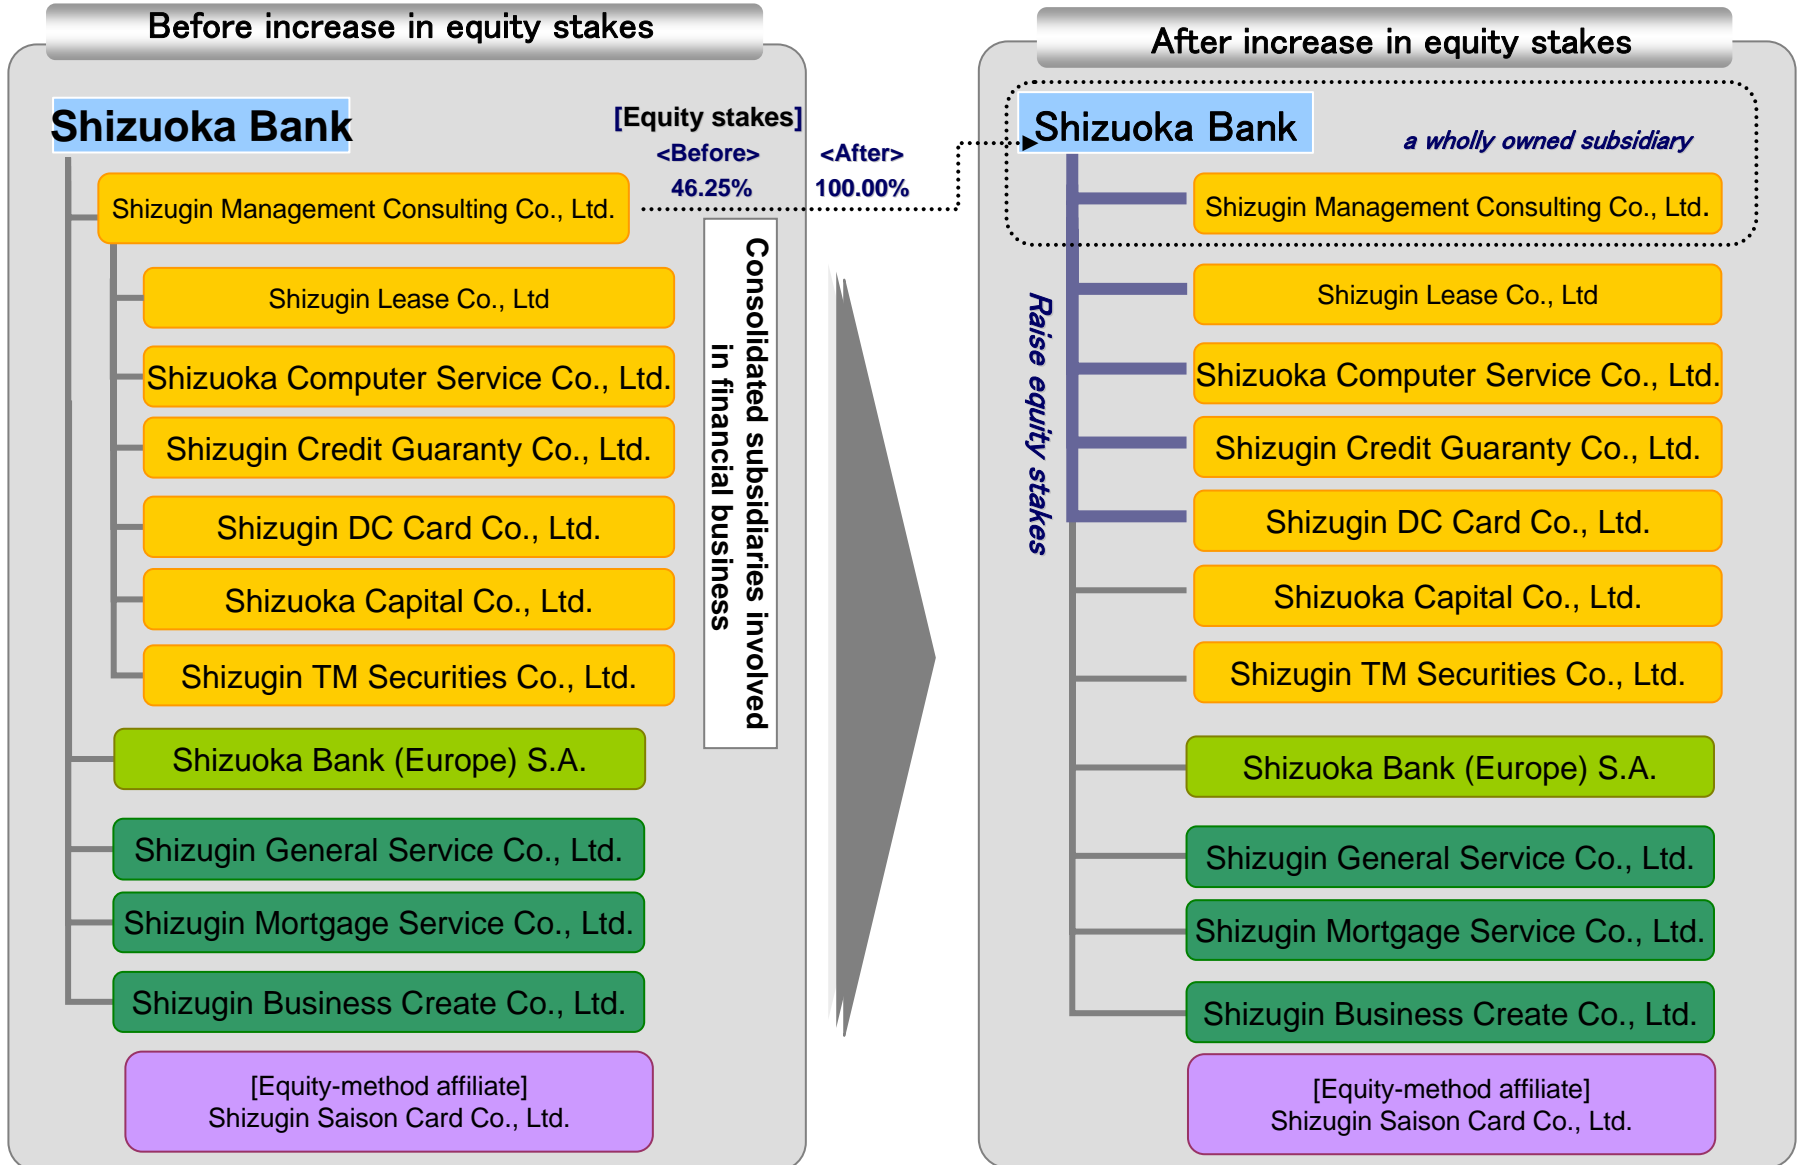 Before increase in equity stakes
Shizuoka Bank
[Equity stakes]
<Before>
<After>
46.25%
100.00%
Shizugin Management Consulting Co., Ltd.
Shizugin Lease Co., Ltd
Shizuoka Computer Service Co., Ltd.
Shizugin Credit Guaranty Co., Ltd.
Shizugin DC Card Co., Ltd.
Shizuoka Capital Co., Ltd.
Shizugin TM Securities Co., Ltd.
Consolidated subsidiaries involved
in financial business
Shizuoka Bank (Europe) S.A.
Shizugin General Service Co., Ltd.
Shizugin Mortgage Service Co., Ltd.
Shizugin Business Create Co., Ltd.
[Equity-method affiliate]
Shizugin Saison Card Co., Ltd.
After increase in equity stakes
Shizuoka Bank
a wholly owned subsidiary
Shizugin Management Consulting Co., Ltd.
Raise equity stakes
Shizugin Lease Co., Ltd
Shizuoka Computer Service Co., Ltd.
Shizugin Credit Guaranty Co., Ltd.
Shizugin DC Card Co., Ltd.
Shizuoka Capital Co., Ltd.
Shizugin TM Securities Co., Ltd.
Shizuoka Bank (Europe) S.A.
Shizugin General Service Co., Ltd.
Shizugin Mortgage Service Co., Ltd.
Shizugin Business Create Co., Ltd.
[Equity-method affiliate]
Shizugin Saison Card Co., Ltd.